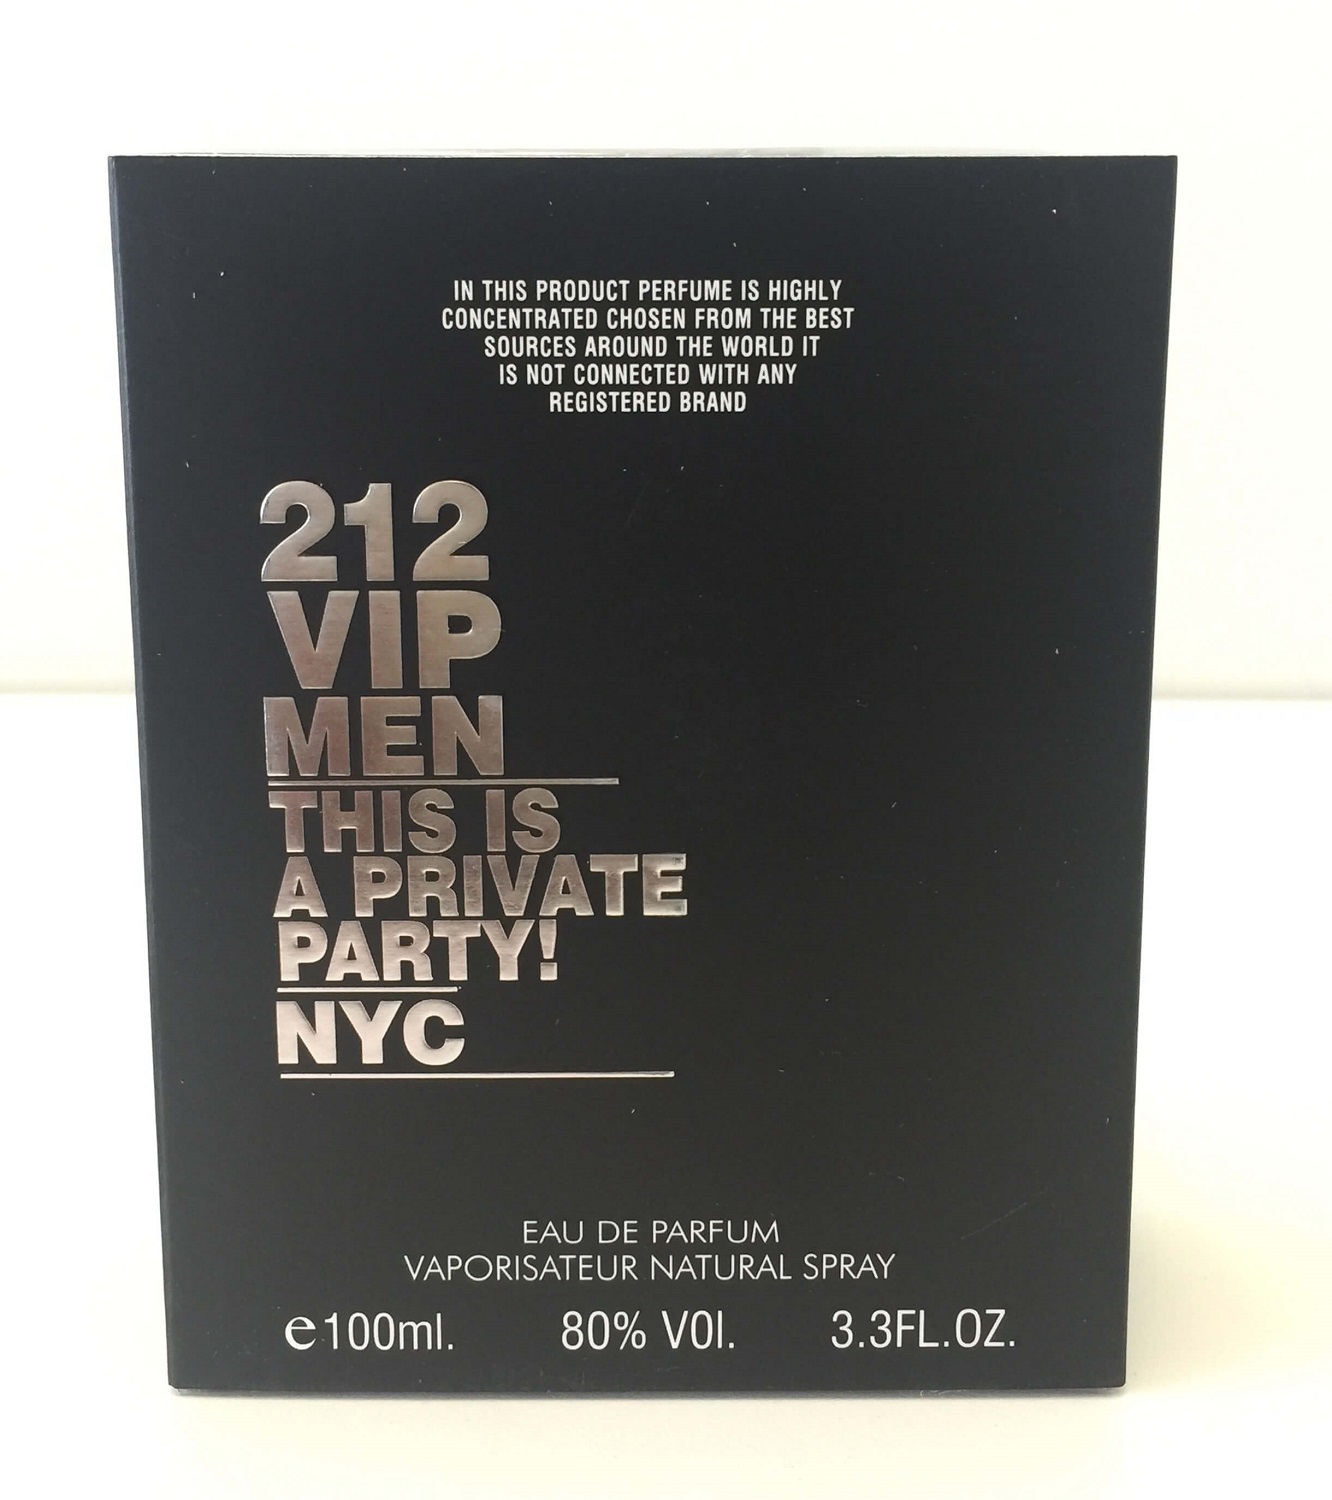 IN THIS PRODUCT PERFUME IS HIGHLY
CONCENTRATED CHOSEN FROM THE BEST
SOURCES AROUND THE WORLD IT
IS NOT CONNECTED WITH ANY
REGISTERED BRAND
212
VIP
MEN
THIS IS
A PRIVATE
PARTY!
NYC
EAU DE PARFUM
VAPORISATEUR NATURAL SPRAY
e100ml. 80% VOl. 3.3FL.OZ.